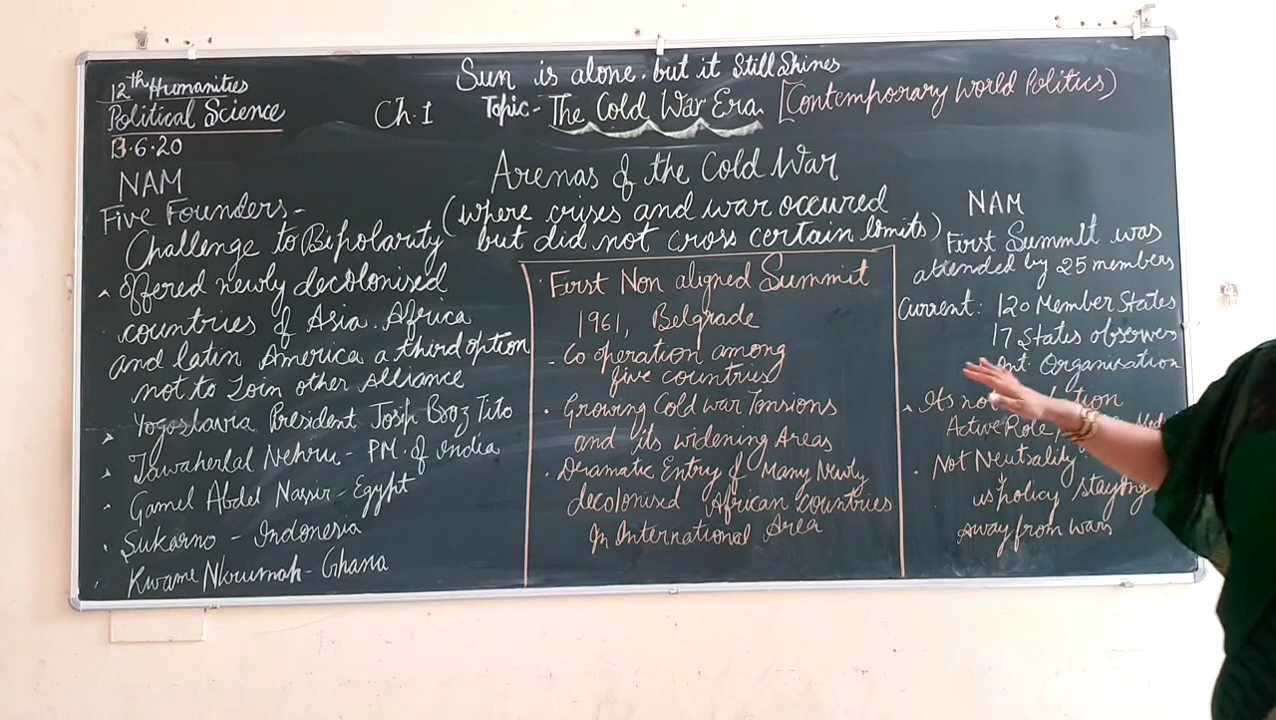 Sun is alone. but it Still Shines
12th Humanities
Political Science
Ch.1 Topic- The Cold War Era [Contemporary World Politics)
13.6.20
Arenas of the Cold War
(where crises and war occured
but did not cross certain limits)
NAM
Five Founders-
Challenge to Bipolarity
offered newly decolonised
countries of Asia. Africa
and latin America a third option
not to Join other Alliance
Yogoslavia President Josip Broz Tito
Jawaherlal Nehru - PM. of India
Gamel Abdel Nassir - Egypt
Sukarno - Indonesia
Kwame Nkrumah - Ghana
First Non aligned Summit
1961, Belgrade
- Co operation among
five countries
Growing Cold war Tensions
and its widening Areas
Dramatic Entry of Many Newly
decolonised African countries
In International Area
NAM
First Summit was
attended by 25 members
Current: 120 Member States
17 States observers
Int. Organisation
Its not
Active Role
Not Neutrality
policy staying
away from wars